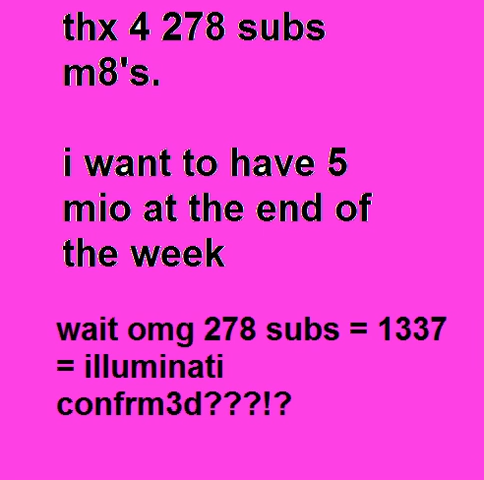 thx 4 278 subs
m8's.
i want to have 5
mio at the end of
the week
wait omg 278 subs = 1337
= illuminati
confrm3d???!?